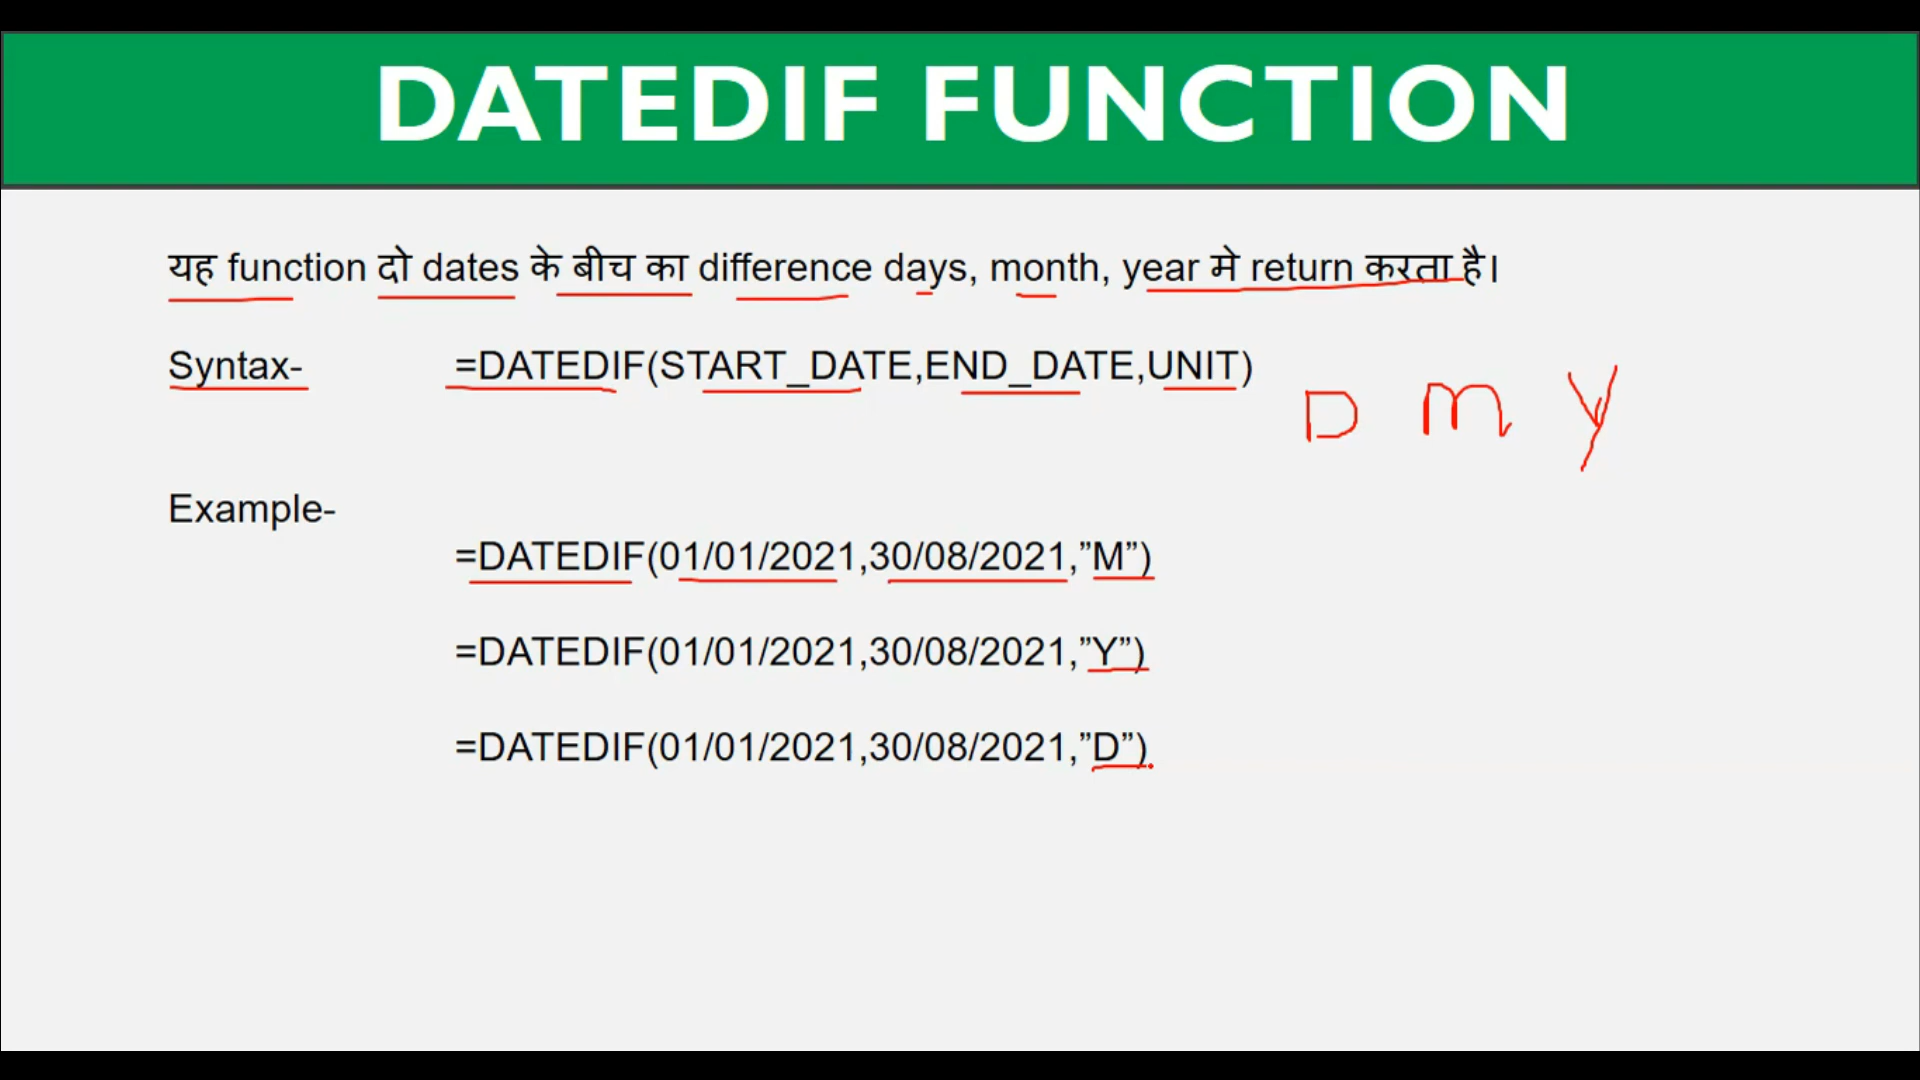 DATEDIF FUNCTION
यह function दो dates के बीच का difference days, month, year मे return करता है।
Syntax- =DATEDIF(START_DATE,END_DATE,UNIT)
D m y
Example-
=DATEDIF(01/01/2021,30/08/2021,”M”)
=DATEDIF(01/01/2021,30/08/2021,”Y”)
=DATEDIF(01/01/2021,30/08/2021,”D”)